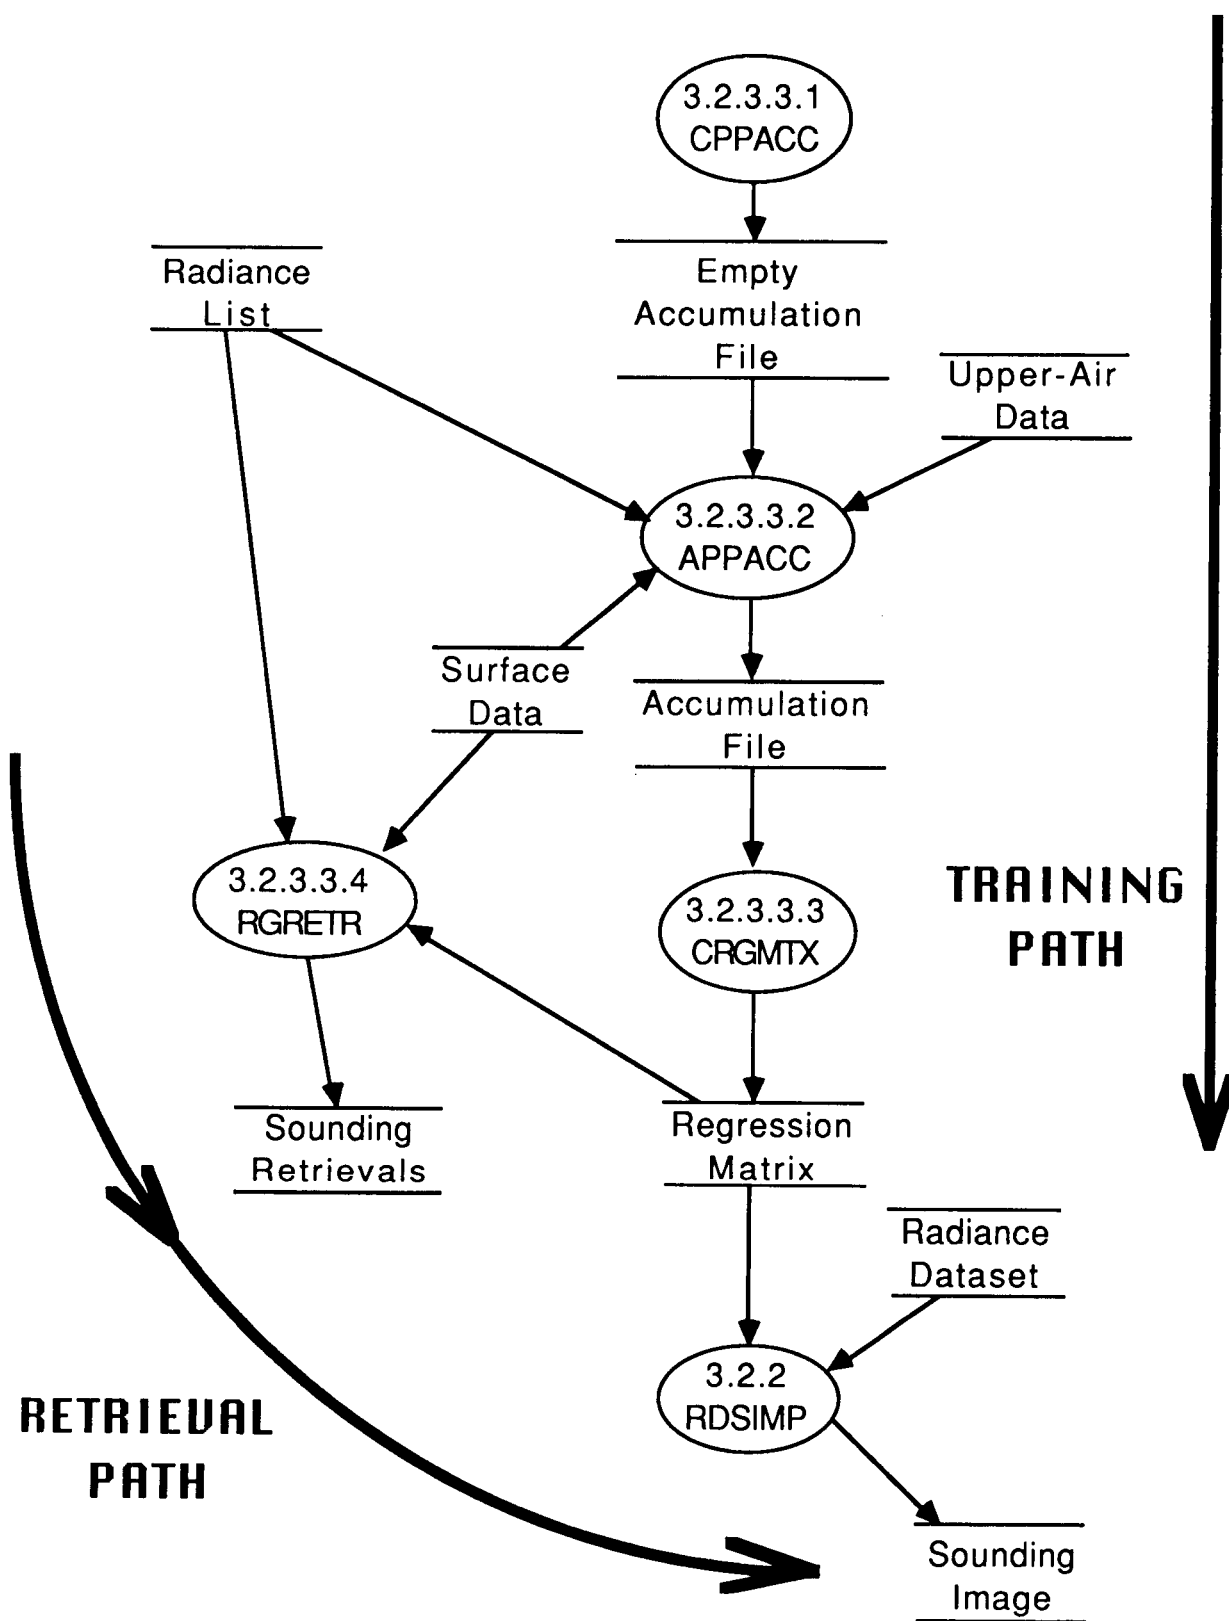 3.2.3.3.1
CPPACC
Radiance
List
Empty
Accumulation
File
Upper-Air
Data
3.2.3.3.2
APPACC
Surface
Data
Accumulation
File
3.2.3.3.4
RGRETR
3.2.3.3.3
CRGMTX
TRAINING
PATH
Sounding
Retrievals
Regression
Matrix
Radiance
Dataset
3.2.2
RDSIMP
RETRIEVAL
PATH
Sounding
Image